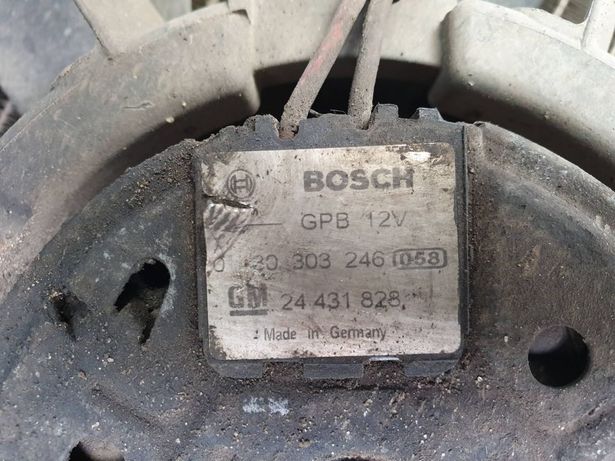 BOSCH
GPB 12V
303 246 058
GM 24 431 828
Made in Germany